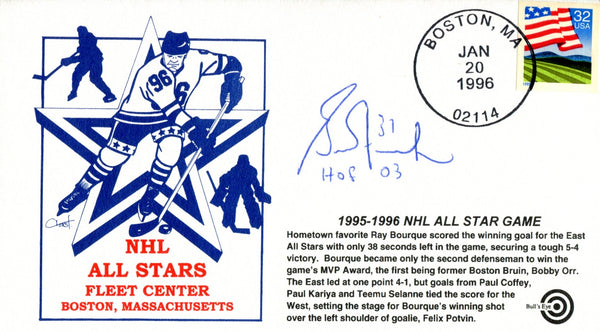 BOSTON, MA
JAN
20
1996
02114
32
USA
96
6
31
HOF 03
NHL
ALL STARS
FLEET CENTER
BOSTON, MASSACHUSETTS
1995-1996 NHL ALL STAR GAME
Hometown favorite Ray Bourque scored the winning goal for the East
All Stars with only 38 seconds left in the game, securing a tough 5-4
victory. Bourque became only the second defenseman to win the
game's MVP Award, the first being former Boston Bruin, Bobby Orr.
The East led at one point 4-1, but goals from Paul Coffey,
Paul Kariya and Teemu Selanne tied the score for the
West, setting the stage for Bourque's winning shot
over the left shoulder of goalie, Felix Potvin.
Bull's Eye